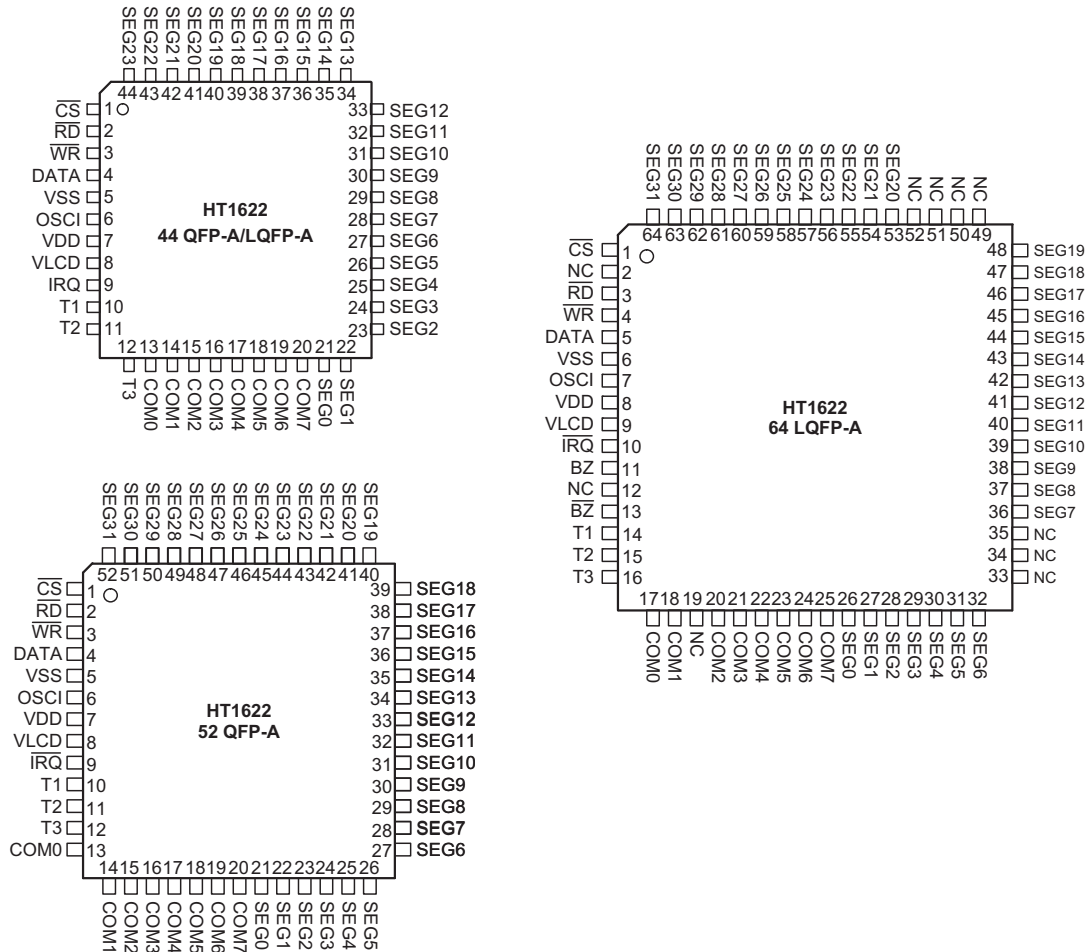 SEG23 SEG22 SEG21 SEG20 SEG19 SEG18 SEG17 SEG16 SEG15 SEG14 SEG13
44 43 42 41 40 39 38 37 36 35 34
C̅S̅ 1
R̅D̅ 2
W̅R̅ 3
DATA 4
VSS 5
OSCI 6
VDD 7
VLCD 8
IRQ 9
T1 10
T2 11
HT1622
44 QFP-A/LQFP-A
33 SEG12
32 SEG11
31 SEG10
30 SEG9
29 SEG8
28 SEG7
27 SEG6
26 SEG5
25 SEG4
24 SEG3
23 SEG2
12 13 14 15 16 17 18 19 20 21 22
T3 COM0 COM1 COM2 COM3 COM4 COM5 COM6 COM7 SEG0 SEG1
SEG31 SEG30 SEG29 SEG28 SEG27 SEG26 SEG25 SEG24 SEG23 SEG22 SEG21 SEG20 NC NC NC NC
64 63 62 61 60 59 58 57 56 55 54 53 52 51 50 49
C̅S̅ 1
NC 2
R̅D̅ 3
W̅R̅ 4
DATA 5
VSS 6
OSCI 7
VDD 8
VLCD 9
I̅R̅Q̅ 10
BZ 11
NC 12
B̅Z̅ 13
T1 14
T2 15
T3 16
HT1622
64 LQFP-A
48 SEG19
47 SEG18
46 SEG17
45 SEG16
44 SEG15
43 SEG14
42 SEG13
41 SEG12
40 SEG11
39 SEG10
38 SEG9
37 SEG8
36 SEG7
35 NC
34 NC
33 NC
17 18 19 20 21 22 23 24 25 26 27 28 29 30 31 32
COM0 COM1 NC COM2 COM3 COM4 COM5 COM6 COM7 SEG0 SEG1 SEG2 SEG3 SEG4 SEG5 SEG6
SEG31 SEG30 SEG29 SEG28 SEG27 SEG26 SEG25 SEG24 SEG23 SEG22 SEG21 SEG20 SEG19
52 51 50 49 48 47 46 45 44 43 42 41 40
C̅S̅ 1
R̅D̅ 2
W̅R̅ 3
DATA 4
VSS 5
OSCI 6
VDD 7
VLCD 8
I̅R̅Q̅ 9
T1 10
T2 11
T3 12
COM0 13
HT1622
52 QFP-A
39 SEG18
38 SEG17
37 SEG16
36 SEG15
35 SEG14
34 SEG13
33 SEG12
32 SEG11
31 SEG10
30 SEG9
29 SEG8
28 SEG7
27 SEG6
14 15 16 17 18 19 20 21 22 23 24 25 26
COM1 COM2 COM3 COM4 COM5 COM6 COM7 SEG0 SEG1 SEG2 SEG3 SEG4 SEG5